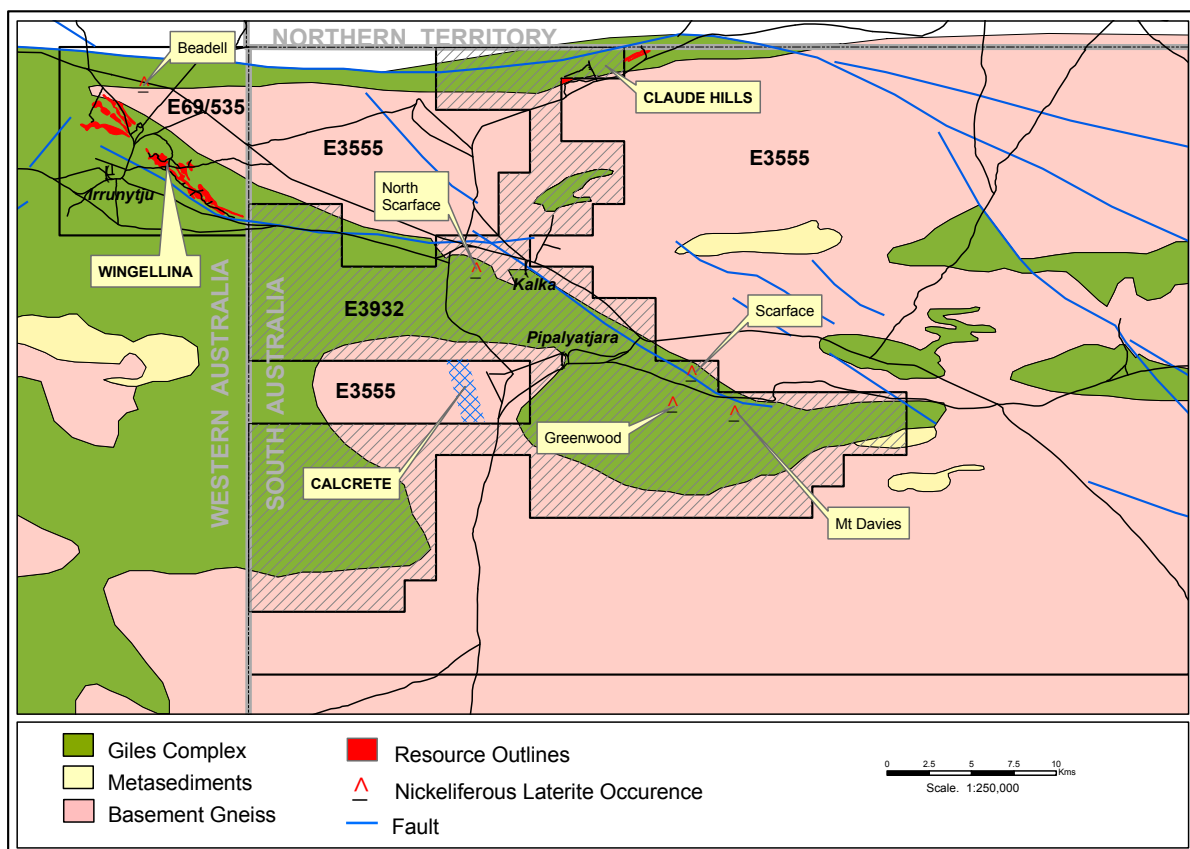 NORTHERN TERRITORY
Beadell
CLAUDE HILLS
E69/535
E3555
E3555
North
Scarface
Irrunytju
WINGELLINA
WESTERN AUSTRALIA
SOUTH AUSTRALIA
Kalka
E3932
Scarface
Pipalyatjara
E3555
Greenwood
CALCRETE
Mt Davies
Giles Complex
Metasediments
Basement Gneiss
Resource Outlines
Nickeliferous Laterite Occurence
Fault
0 2.5 5 7.5 10
Kms
Scale. 1:250,000